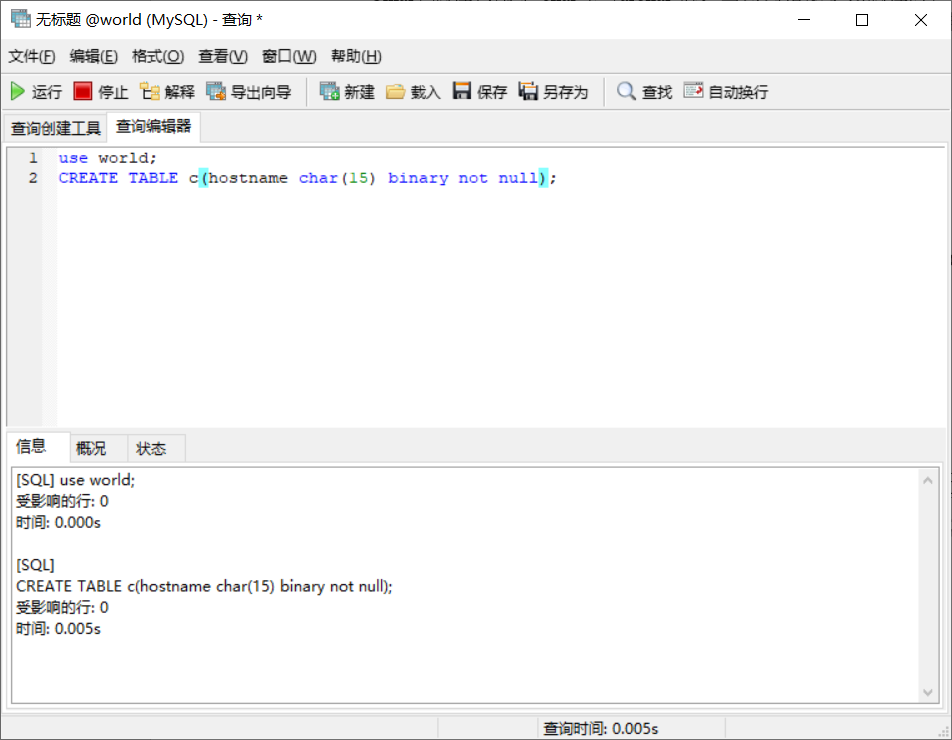 无标题 @world (MySQL) - 查询 *
文件(F) 编辑(E) 格式(O) 查看(V) 窗口(W) 帮助(H)
运行 停止 解释 导出向导 新建 载入 保存 另存为 查找 自动换行
查询创建工具 查询编辑器
1 use world;
2 CREATE TABLE c(hostname char(15) binary not null);
信息 概况 状态
[SQL] use world;
受影响的行: 0
时间: 0.000s
[SQL]
CREATE TABLE c(hostname char(15) binary not null);
受影响的行: 0
时间: 0.005s
查询时间: 0.005s